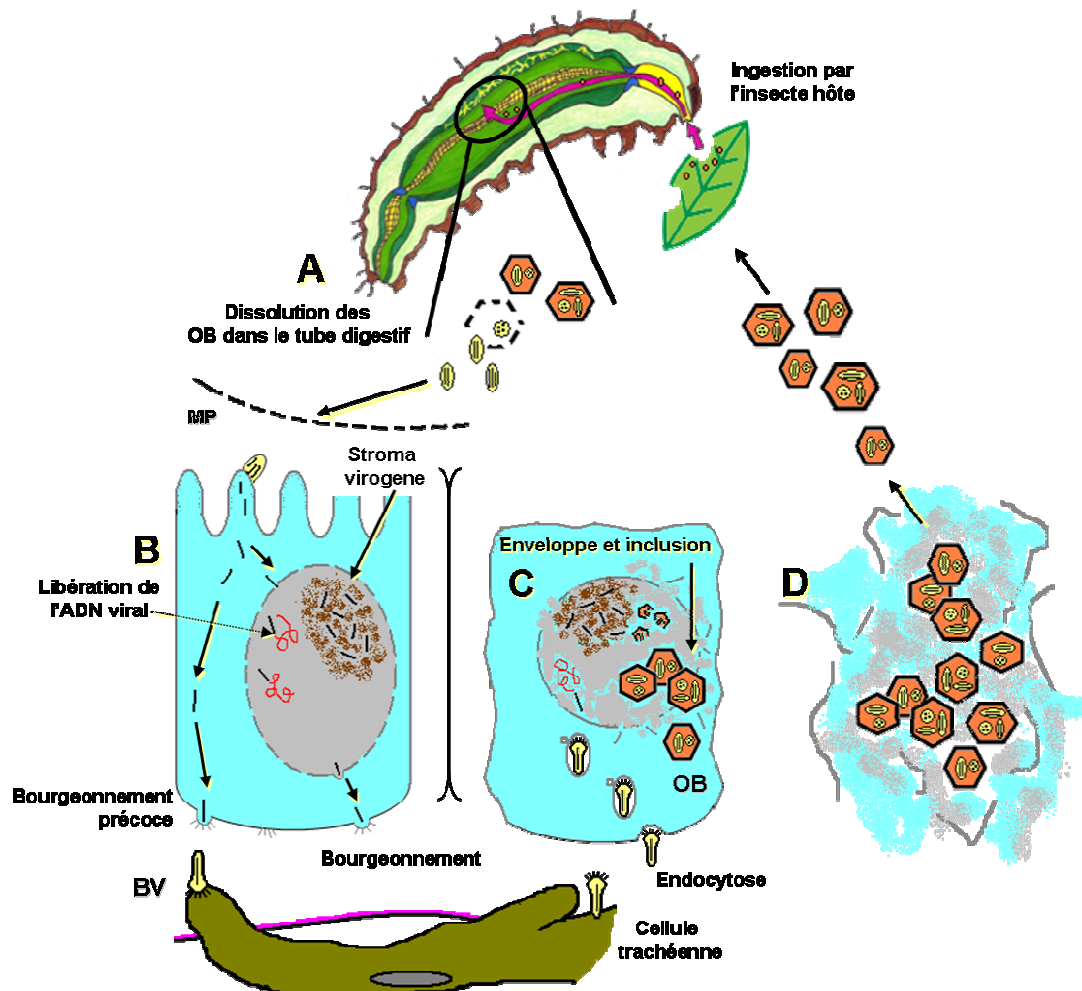 Ingestion par
l'insecte hôte
A
Dissolution des
OB dans le tube digestif
MP
Stroma
virogene
B
Libération de
l'ADN viral
Enveloppe et inclusion
C
D
OB
Bourgeonnement
précoce
Bourgeonnement
Endocytose
BV
Cellule
trachéenne